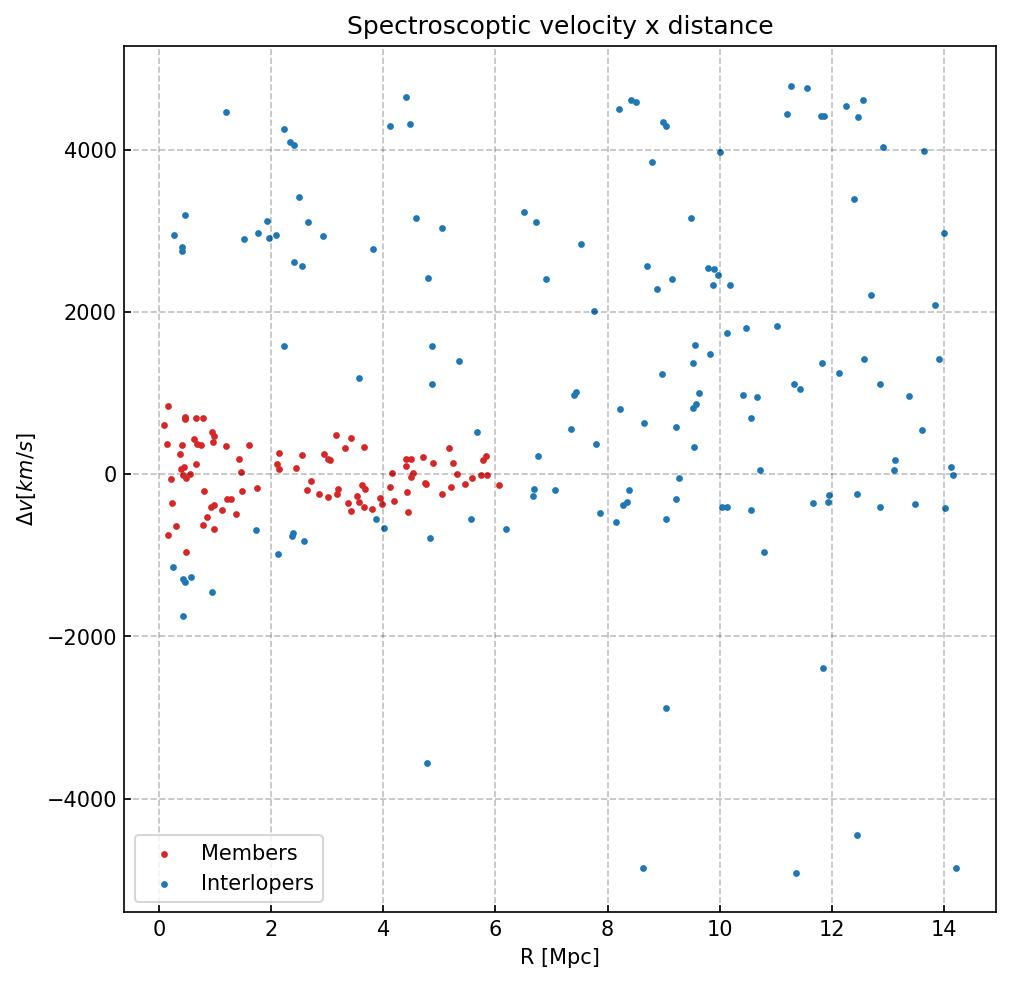 Spectroscoptic velocity x distance
4000
2000
0
−2000
−4000
Δv[km/s]
Members
Interlopers
0 2 4 6 8 10 12 14
R [Mpc]